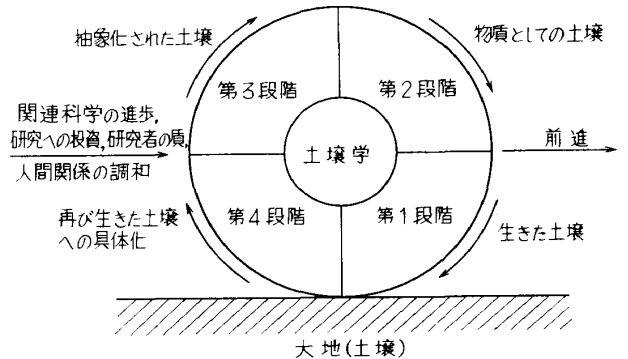 抽象化された土壌
物質としての土壌
第3段階
第2段階
関連科学の進歩,
研究への投資,研究者の質,
人間関係の調和
土壌学
前進
再び生きた土壌
への具体化
第4段階
第1段階
生きた土壌
大地(土壌)